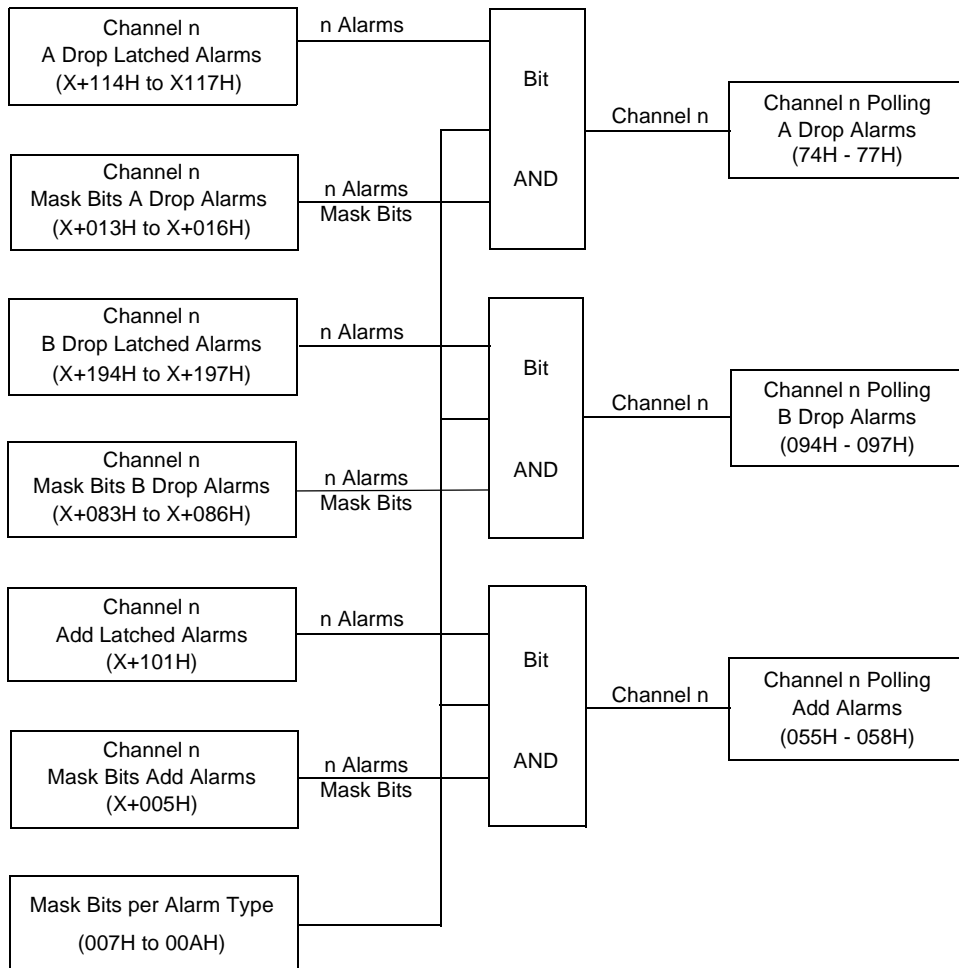 Channel n
A Drop Latched Alarms
(X+114H to X117H)
n Alarms
Bit
AND
Channel n
Channel n Polling
A Drop Alarms
(74H - 77H)
Channel n
Mask Bits A Drop Alarms
(X+013H to X+016H)
n Alarms
Mask Bits
Channel n
B Drop Latched Alarms
(X+194H to X+197H)
n Alarms
Bit
AND
Channel n
Channel n Polling
B Drop Alarms
(094H - 097H)
Channel n
Mask Bits B Drop Alarms
(X+083H to X+086H)
n Alarms
Mask Bits
Channel n
Add Latched Alarms
(X+101H)
n Alarms
Bit
AND
Channel n
Channel n Polling
Add Alarms
(055H - 058H)
Channel n
Mask Bits Add Alarms
(X+005H)
n Alarms
Mask Bits
Mask Bits per Alarm Type
(007H to 00AH)